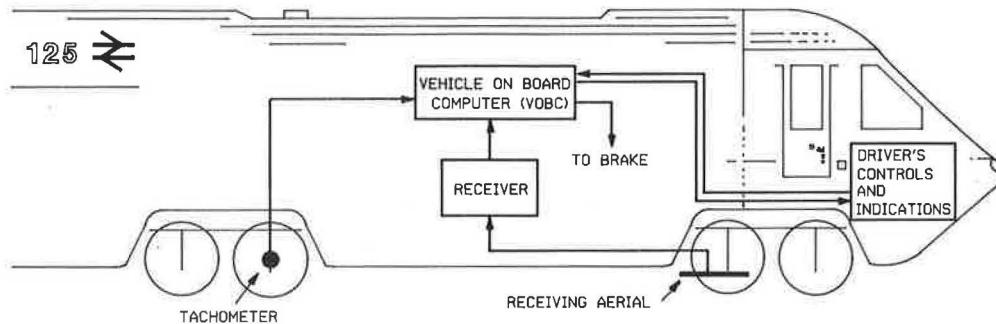 125
VEHICLE ON BOARD
COMPUTER (VOBC)
TO BRAKE
RECEIVER
DRIVER'S
CONTROLS
AND
INDICATIONS
RECEIVING AERIAL
TACHOMETER